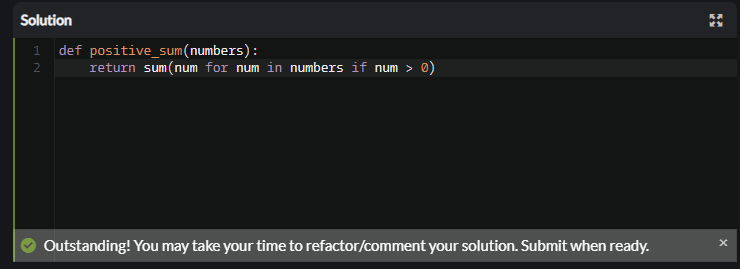 Solution
1 def positive_sum(numbers):
2     return sum(num for num in numbers if num > 0)
Outstanding! You may take your time to refactor/comment your solution. Submit when ready.